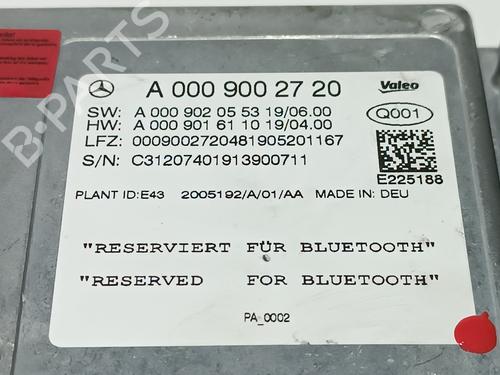 A 000 900 27 20 Valeo
SW: A 000 902 05 53 19/06.00
HW: A 000 901 61 10 19/04.00
Q001
LFZ: 0009002720481905201167
S/N: C31207401913900711
E225188
PLANT ID:E43 2005192/A/01/AA MADE IN: DEU
"RESERVIERT FÜR BLUETOOTH"
"RESERVED FOR BLUETOOTH"
PA_0002
B-PARTS